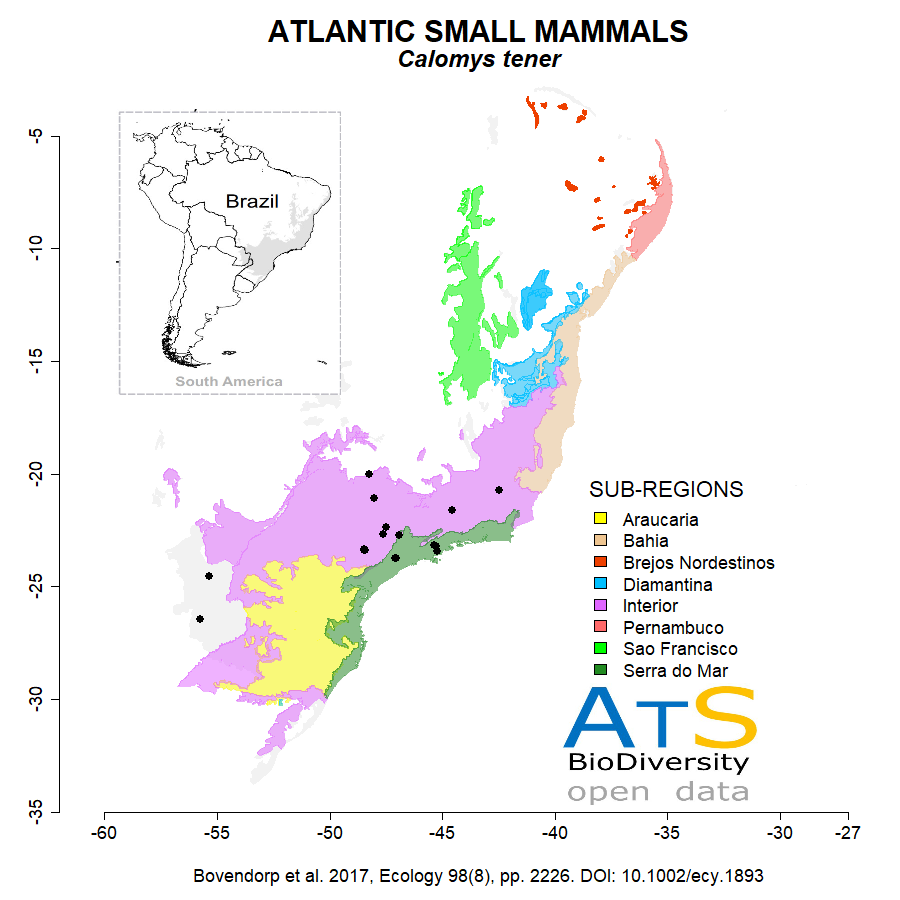 ATLANTIC SMALL MAMMALS
Calomys tener
Brazil
South America
-5
-10
-15
-20
-25
-30
-35
SUB-REGIONS
Araucaria
Bahia
Brejos Nordestinos
Diamantina
Interior
Pernambuco
Sao Francisco
Serra do Mar
ATS
BioDiversity
open data
-60 -55 -50 -45 -40 -35 -30 -27
Bovendorp et al. 2017, Ecology 98(8), pp. 2226. DOI: 10.1002/ecy.1893